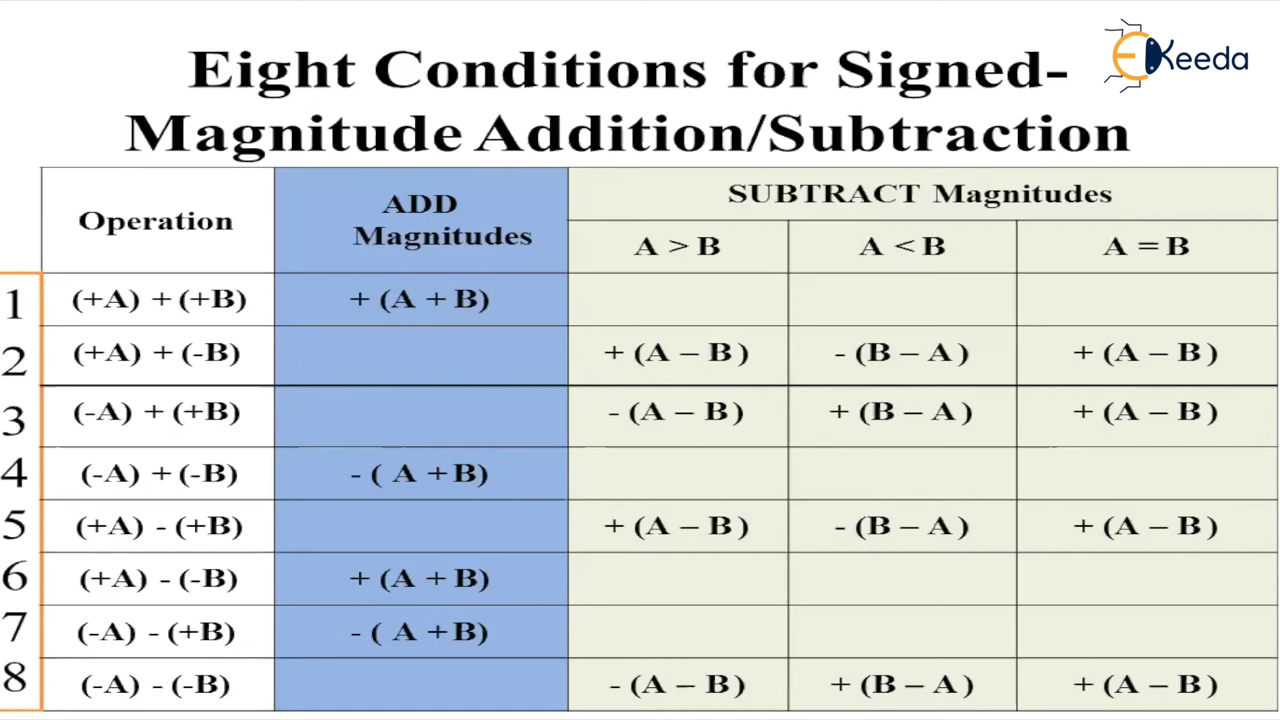 EKeeda
Eight Conditions for Signed-
Magnitude Addition/Subtraction
Operation
ADD
Magnitudes
SUBTRACT Magnitudes
A > B
A < B
A = B
1 (+A) + (+B) + (A + B)
2 (+A) + (-B) + (A – B) - (B – A) + (A – B)
3 (-A) + (+B) - (A – B) + (B – A) + (A – B)
4 (-A) + (-B) - ( A + B)
5 (+A) - (+B) + (A – B) - (B – A) + (A – B)
6 (+A) - (-B) + (A + B)
7 (-A) - (+B) - ( A + B)
8 (-A) - (-B) - (A – B) + (B – A) + (A – B)